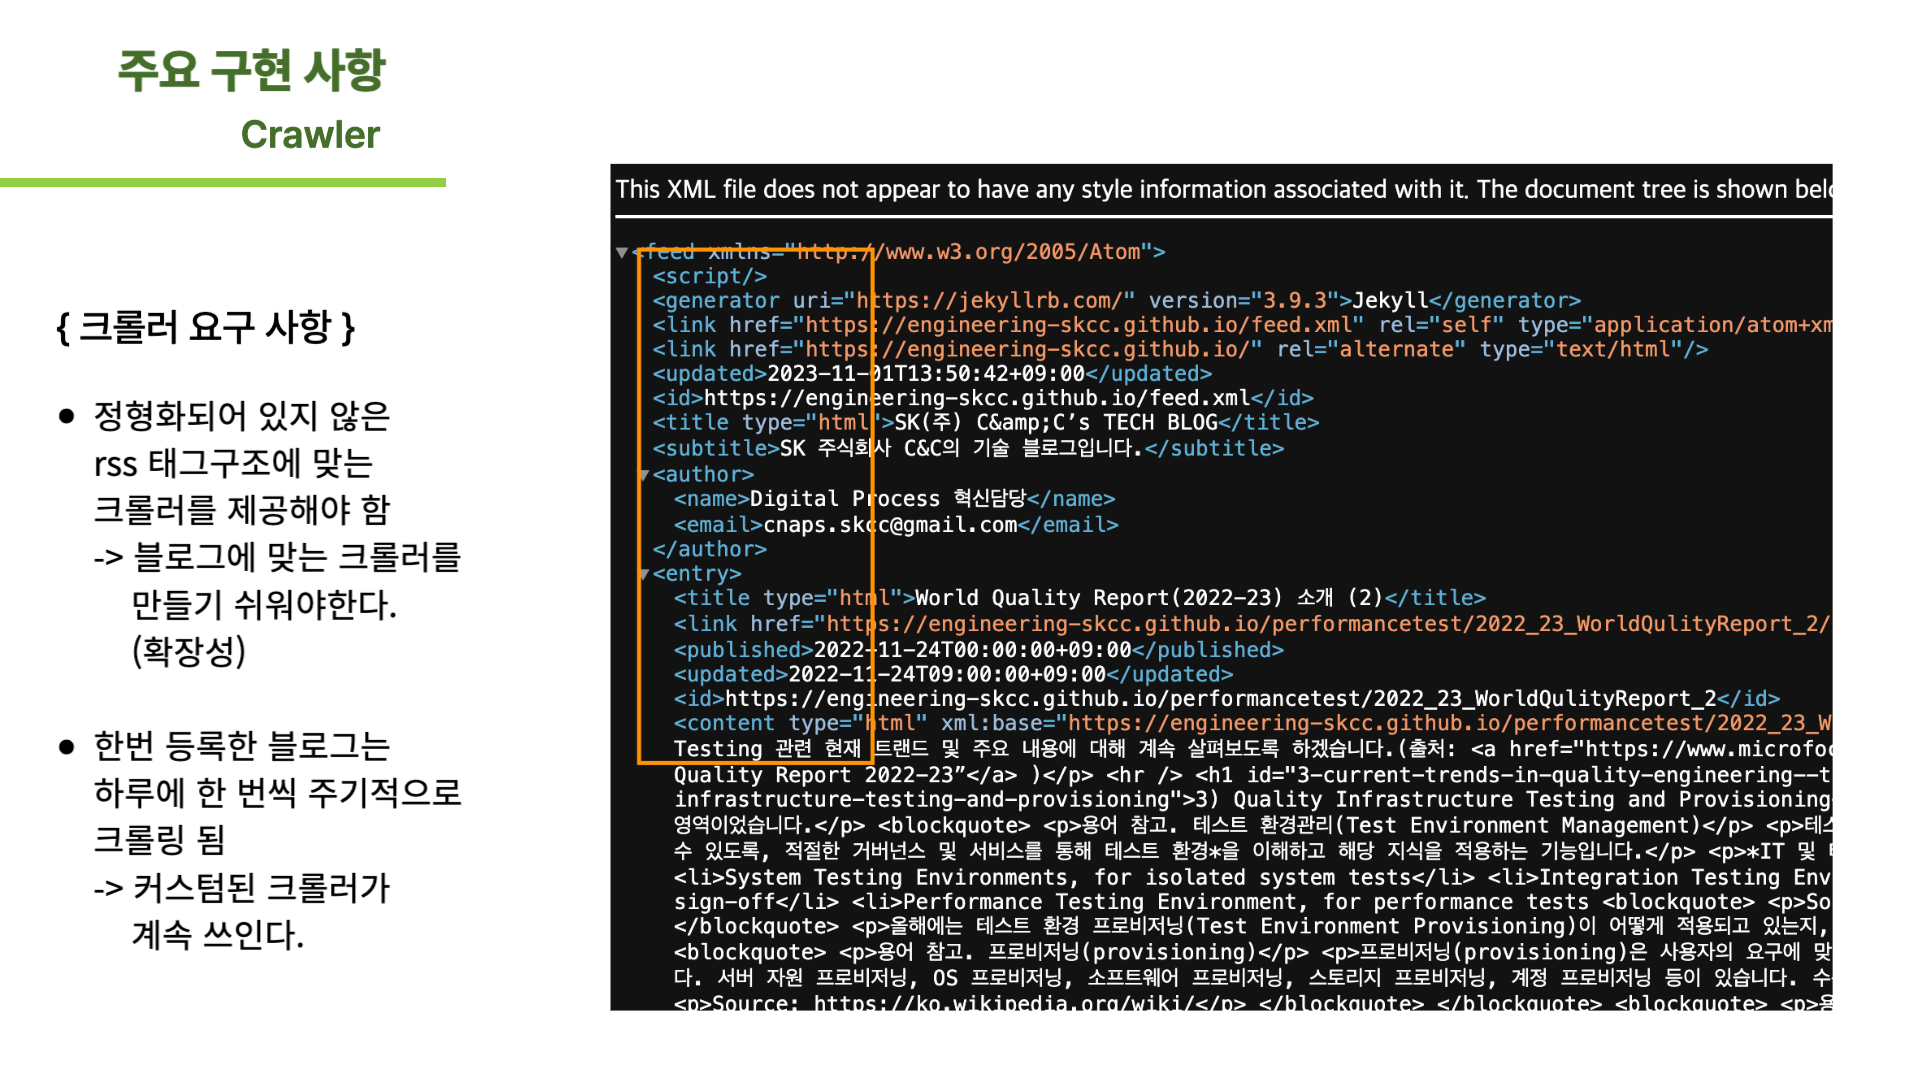 주요 구현 사항
Crawler
{ 크롤러 요구 사항 }
● 정형화되어 있지 않은
rss 태그구조에 맞는
크롤러를 제공해야 함
-> 블로그에 맞는 크롤러를
만들기 쉬워야한다.
(확장성)
● 한번 등록한 블로그는
하루에 한 번씩 주기적으로
크롤링 됨
-> 커스텀된 크롤러가
계속 쓰인다.
This XML file does not appear to have any style information associated with it. The document tree is shown
▼<feed xmlns="http://www.w3.org/2005/Atom">
<script/>
<generator uri="https://jekyllrb.com/" version="3.9.3">Jekyll</generator>
<link href="https://engineering-skcc.github.io/feed.xml" rel="self" type="application/atom+xm
<link href="https://engineering-skcc.github.io/" rel="alternate" type="text/html"/>
<updated>2023-11-01T13:50:42+09:00</updated>
<id>https://engineering-skcc.github.io/feed.xml</id>
<title type="html">SK(주) C&amp;C’s TECH BLOG</title>
<subtitle>SK 주식회사 C&C의 기술 블로그입니다.</subtitle>
▼<author>
<name>Digital Process 혁신담당</name>
<email>cnaps.skcc@gmail.com</email>
</author>
▼<entry>
<title type="html">World Quality Report(2022-23) 소개 (2)</title>
<link href="https://engineering-skcc.github.io/performancetest/2022_23_WorldQulityReport_2/
<published>2022-11-24T00:00:00+09:00</published>
<updated>2022-11-24T09:00:00+09:00</updated>
<id>https://engineering-skcc.github.io/performancetest/2022_23_WorldQulityReport_2</id>
<content type="html" xml:base="https://engineering-skcc.github.io/performancetest/2022_23_W
Testing 관련 현재 트랜드 및 주요 내용에 대해 계속 살펴보도록 하겠습니다.(출처: <a href="https://www.microfoc
Quality Report 2022-23”</a> )</p> <hr /> <h1 id="3-current-trends-in-quality-engineering--t
infrastructure-testing-and-provisioning">3) Quality Infrastructure Testing and Provisioning
영역이었습니다.</p> <blockquote> <p>용어 참고. 테스트 환경관리(Test Environment Management)</p> <p>테스
수 있도록, 적절한 거버넌스 및 서비스를 통해 테스트 환경*을 이해하고 해당 지식을 적용하는 기능입니다.</p> <p>*IT 및
<li>System Testing Environments, for isolated system tests</li> <li>Integration Testing Env
sign-off</li> <li>Performance Testing Environment, for performance tests <blockquote> <p>So
</blockquote> <p>올해에는 테스트 환경 프로비저닝(Test Environment Provisioning)이 어떻게 적용되고 있는지,
<blockquote> <p>용어 참고. 프로비저닝(provisioning)</p> <p>프로비저닝(provisioning)은 사용자의 요구에 맞
다. 서버 자원 프로비저닝, OS 프로비저닝, 소프트웨어 프로비저닝, 스토리지 프로비저닝, 계정 프로비저닝 등이 있습니다. 수
<p>Source: https://ko.wikipedia.org/wiki/</p> </blockquote> </blockquote> <blockquote> <p>용